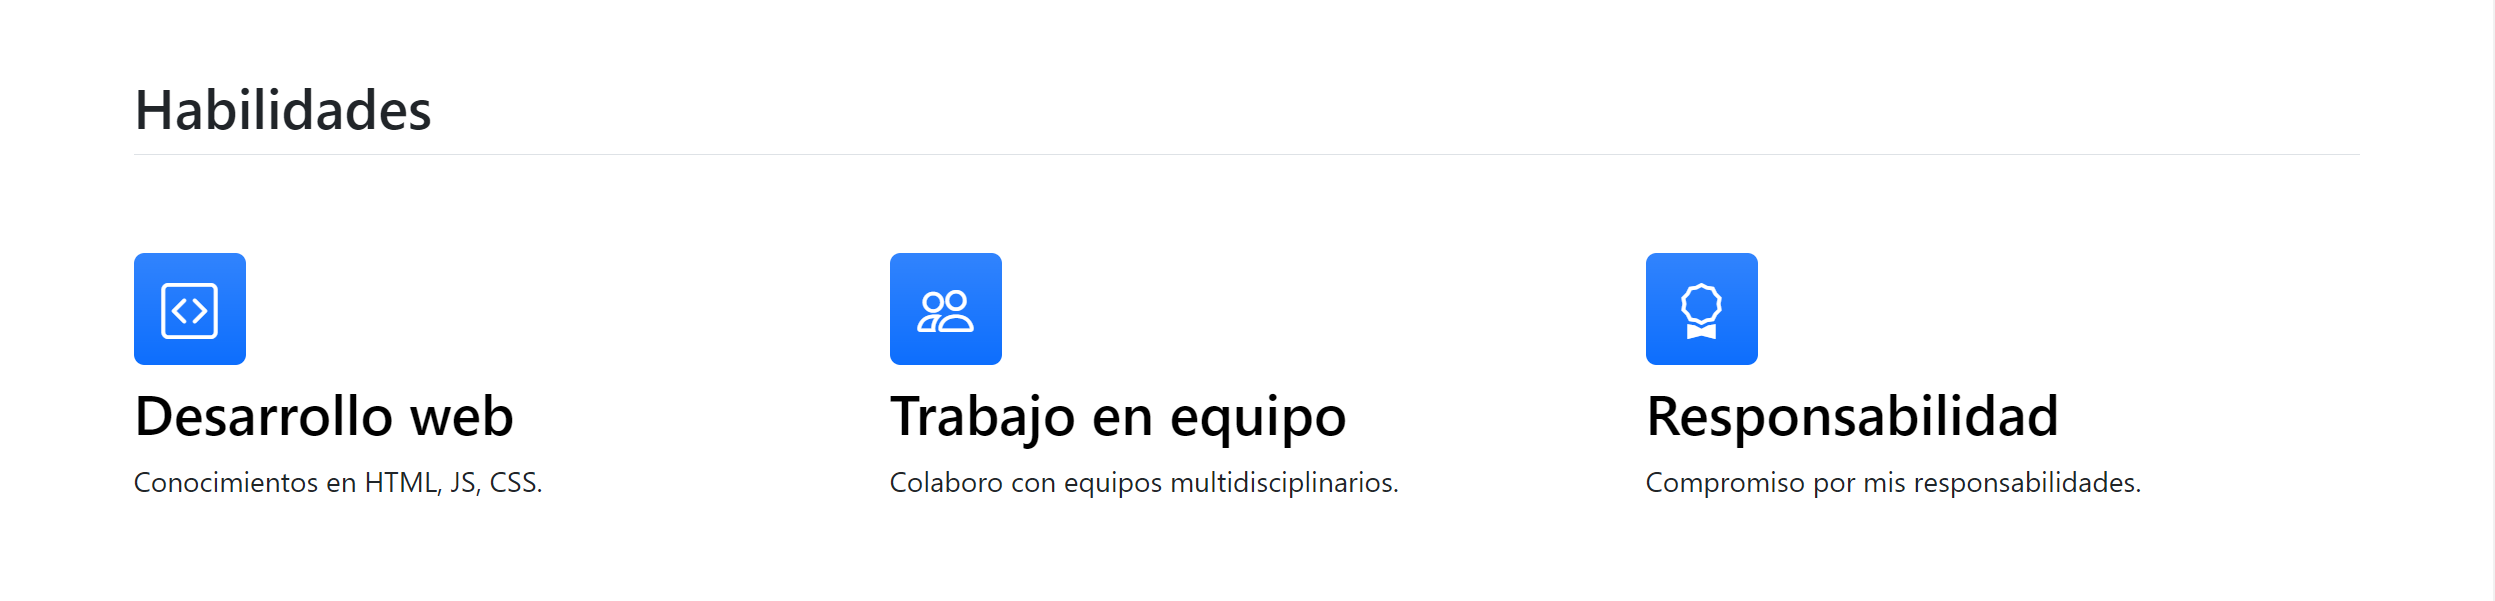 Habilidades
Desarrollo web
Conocimientos en HTML, JS, CSS.
Trabajo en equipo
Colaboro con equipos multidisciplinarios.
Responsabilidad
Compromiso por mis responsabilidades.